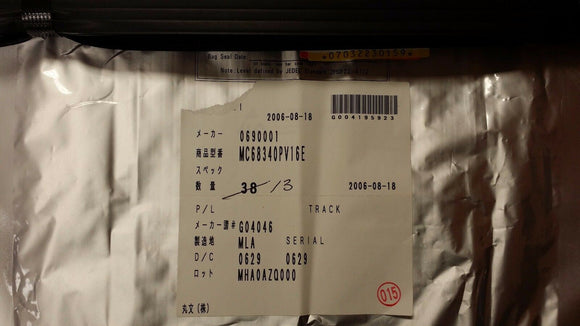 Bag Seal Date:
*07032230159*
Note: Level defined by JEDEC Standard
2006-08-18
G004195923
メーカー 0690001
商品型番 MC68340PV16E
スペック
数量 38 13 2006-08-18
P/L TRACK
メーカー譜# G04046
製造地 MLA SERIAL
D/C 0629 0629
ロット MHA0AZQ000
015
丸文(株)